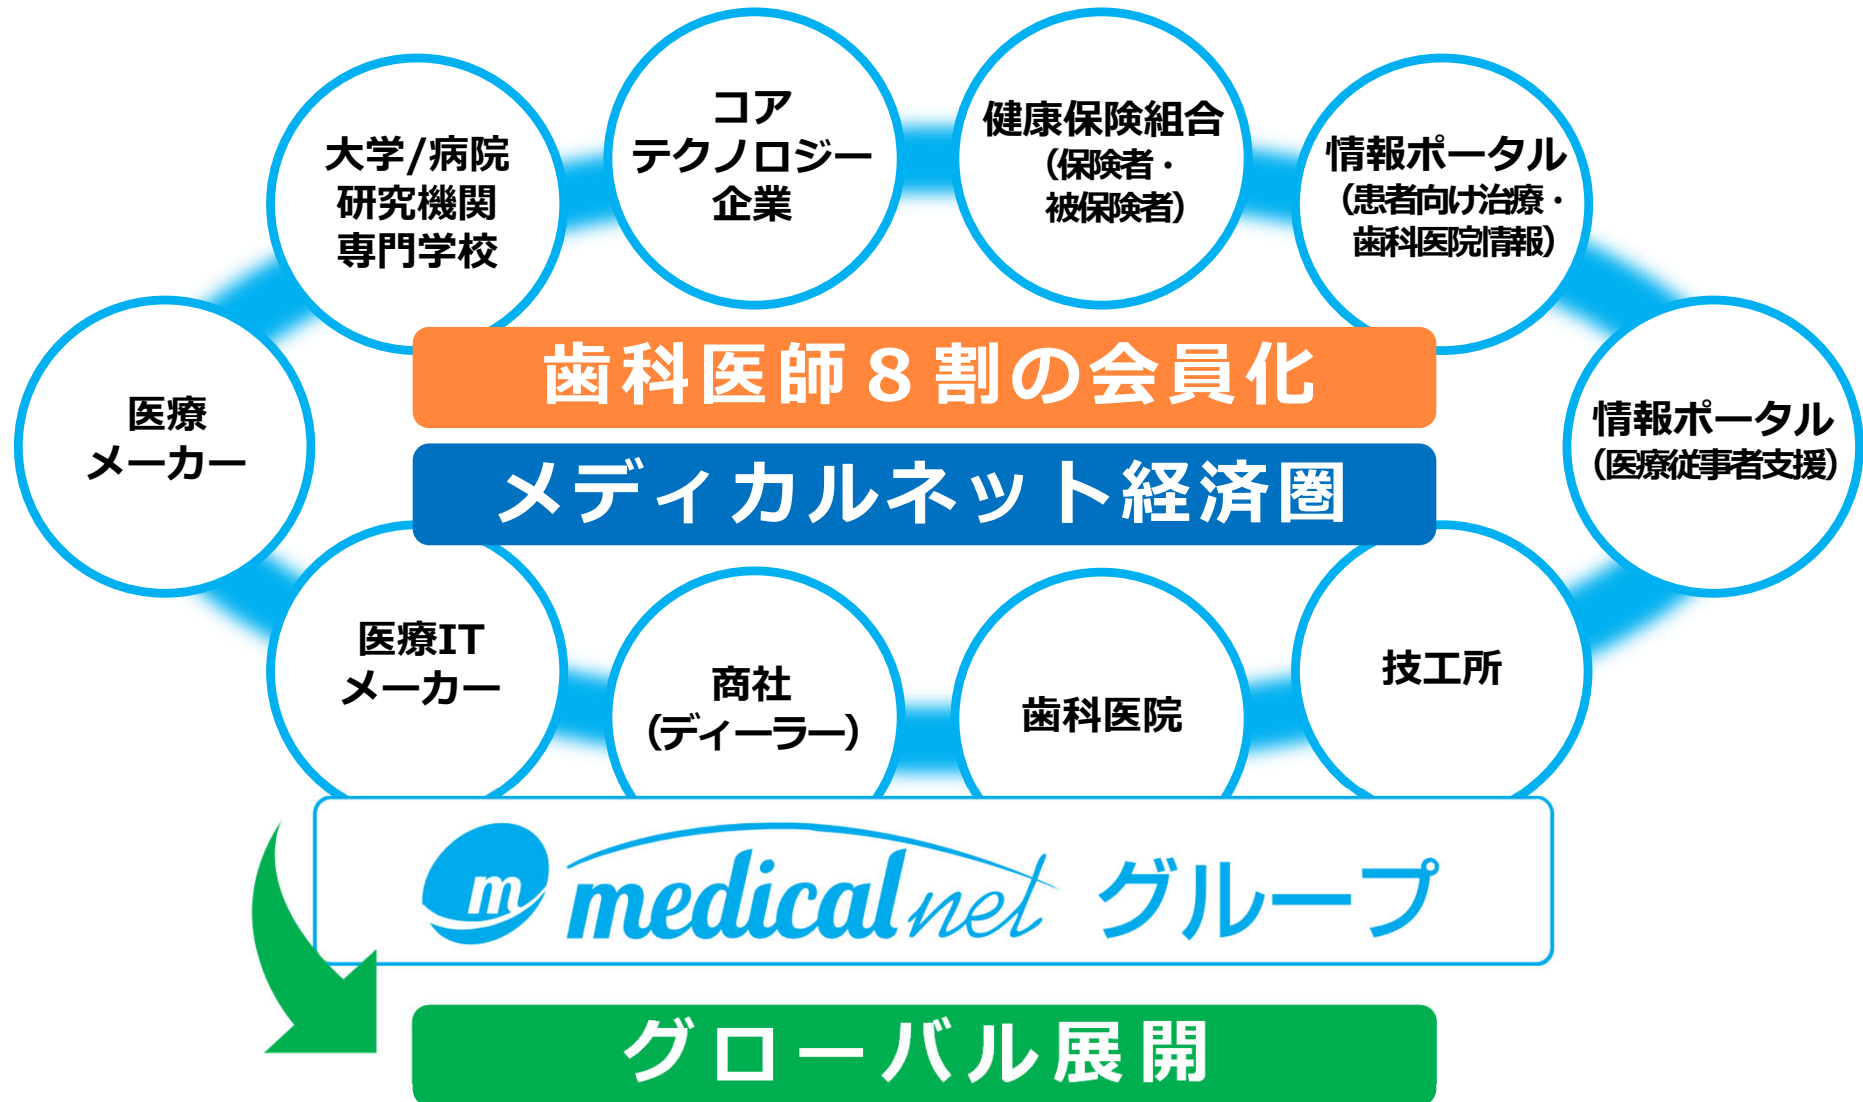 コア
テクノロジー
企業
健康保険組合
（保険者・
被保険者）
大学/病院
研究機関
専門学校
情報ポータル
（患者向け治療・
歯科医院情報）
歯科医師８割の会員化
医療
メーカー
情報ポータル
（医療従事者支援）
メディカルネット経済圏
医療IT
メーカー
商社
（ディーラー）
歯科医院
技工所
m medicalnet グループ
グローバル展開